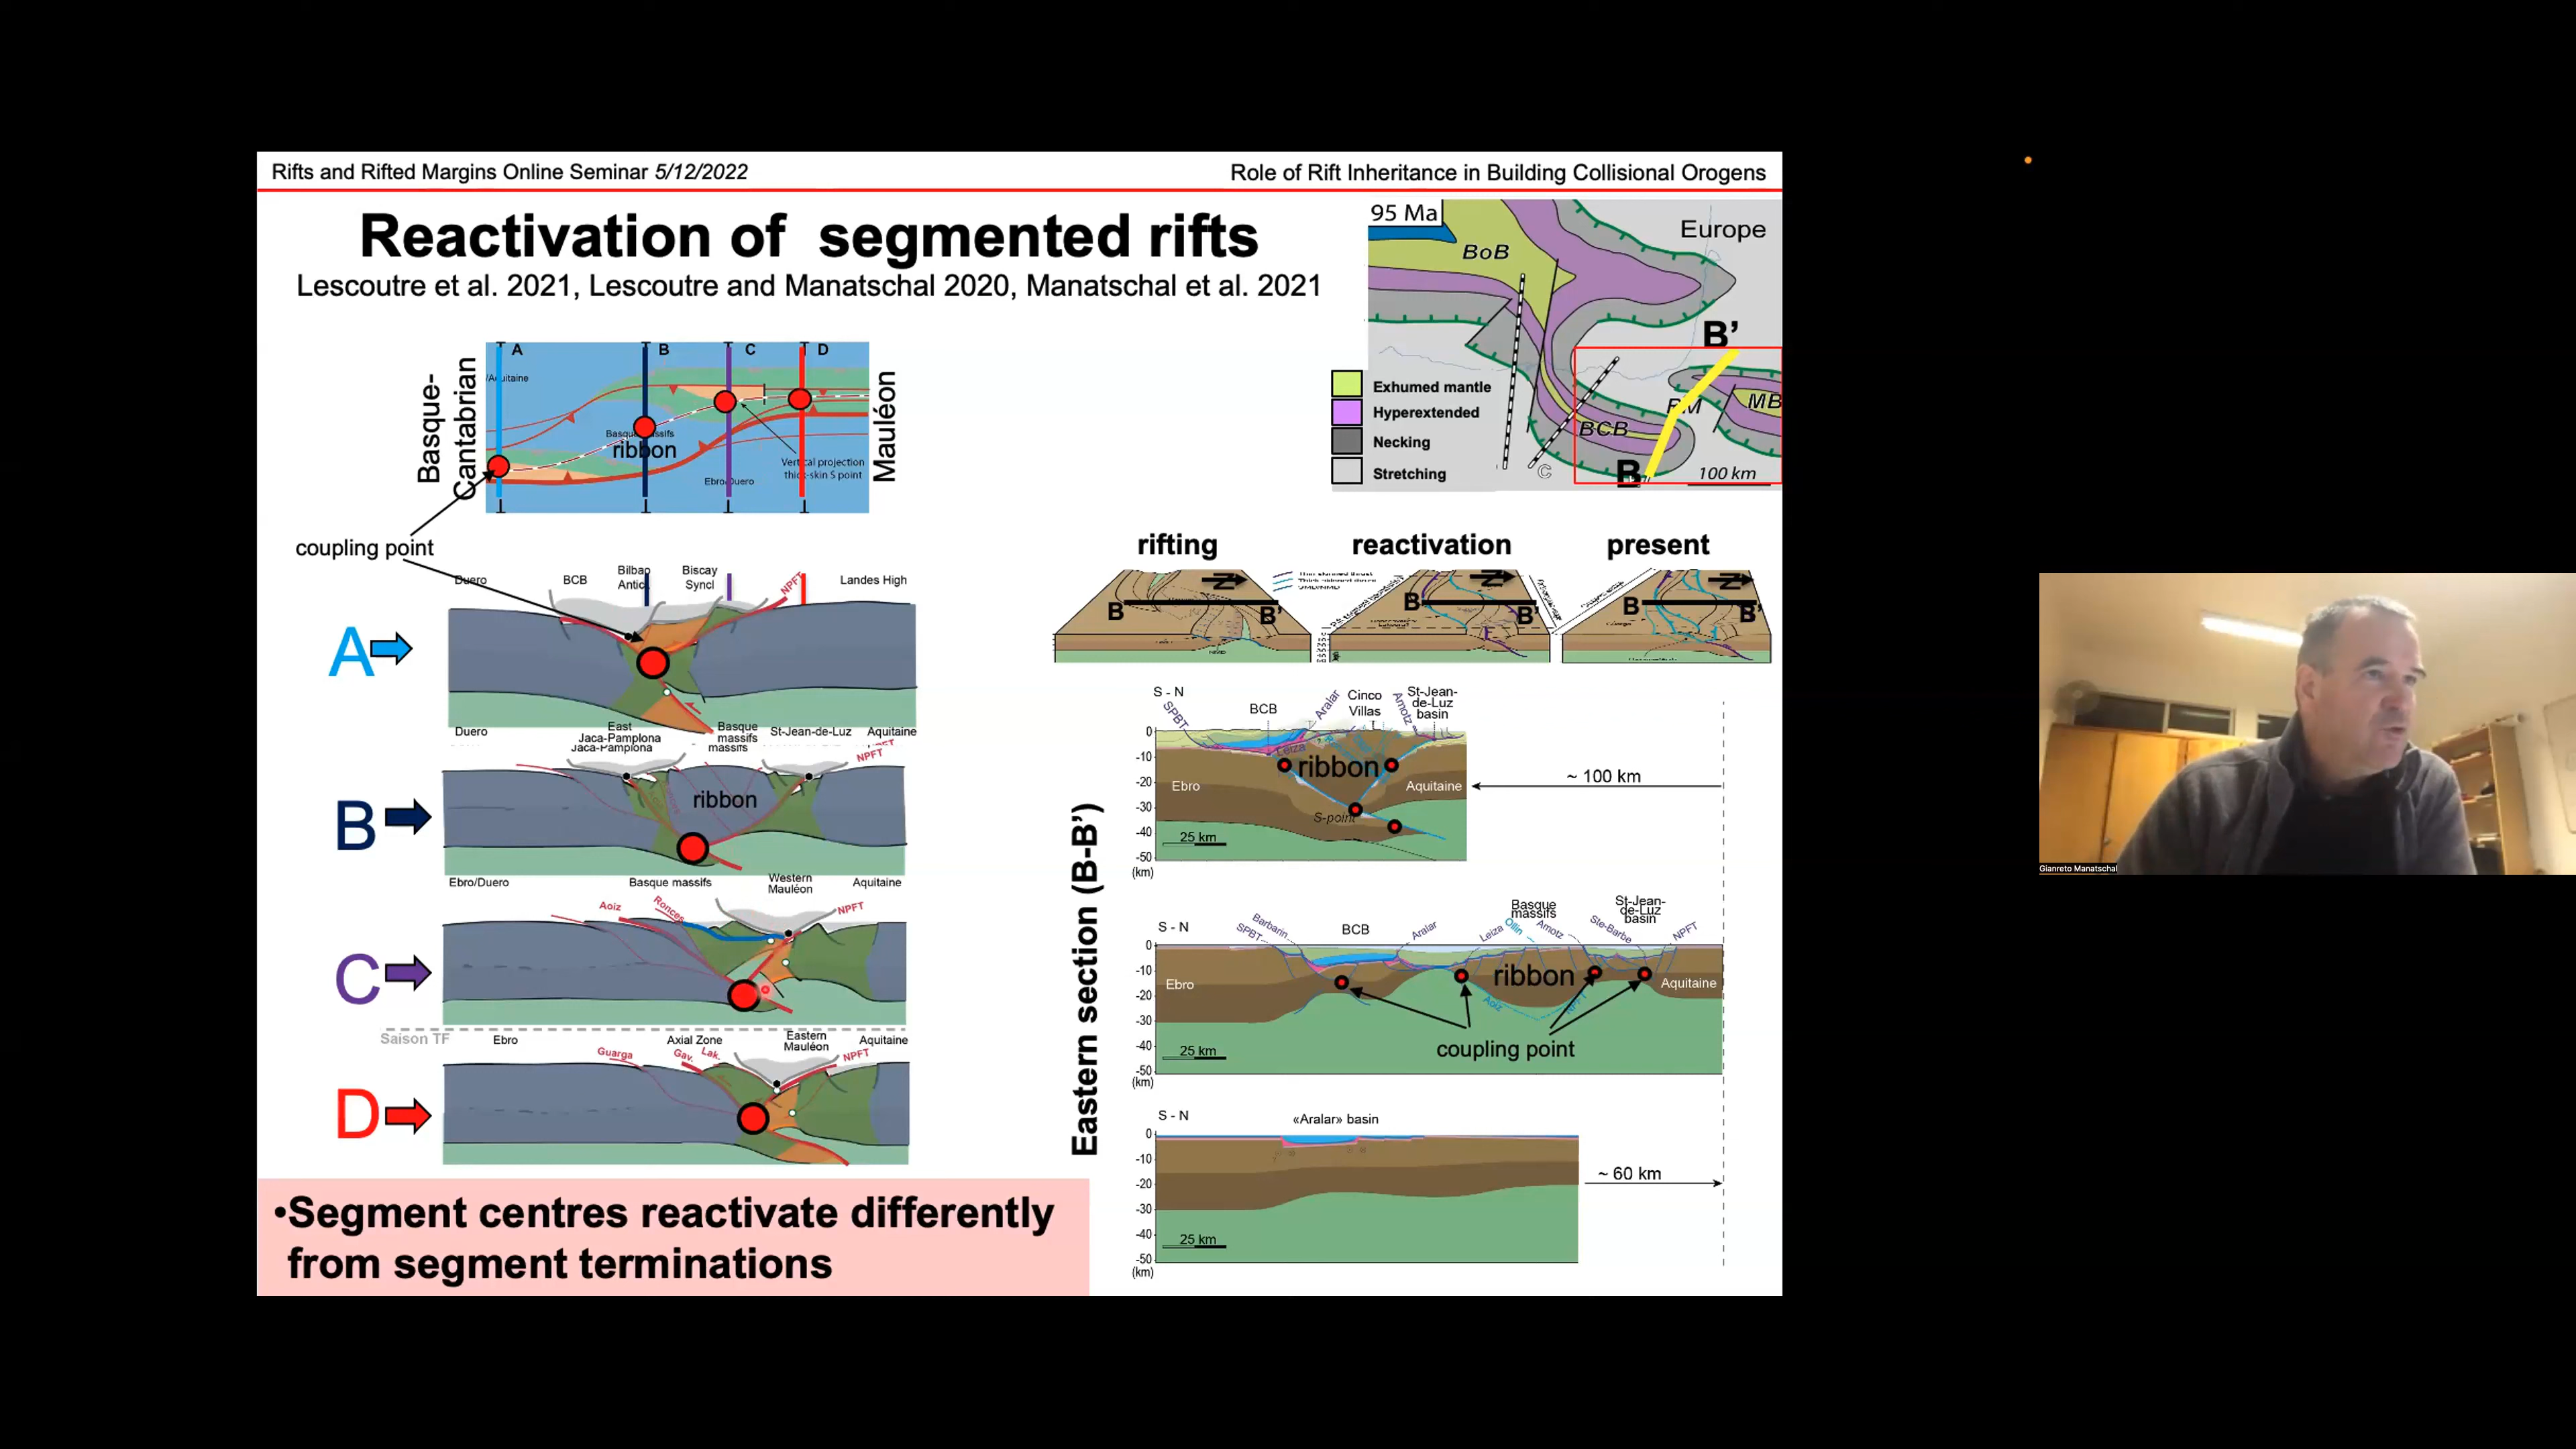 Rifts and Rifted Margins Online Seminar 5/12/2022
Role of Rift Inheritance in Building Collisional Orogens
Reactivation of segmented rifts
Lescoutre et al. 2021, Lescoutre and Manatschal 2020, Manatschal et al. 2021
95 Ma
Europe
BoB
B'
MB
BCB
B
C
100 km
Exhumed mantle
Hyperextended
Necking
Stretching
Basque-
Cantabrian
A
B
C
D
ribbon
Vertical projection
thick-skin S point
Ebro/Duero
Mauléon
coupling point
A
Duero
BCB
Bilbao
Antic.
Biscay
Syncl
NPFT
Landes High
B
Duero
East
Jaca-Pamplona
Jaca-Pamplona
Basque
massifs
massifs
St-Jean-de-Luz
Aquitaine
NPFT
ribbon
C
Ebro/Duero
Basque massifs
Western
Mauléon
Aquitaine
Aoiz
NPFT
Saison TF
D
Ebro
Axial Zone
Eastern
Mauléon
Aquitaine
Guarga
Gav.
Lak.
NPFT
•Segment centres reactivate differently
from segment terminations
rifting
reactivation
present
B
B'
N
B
B'
N
B
B'
N
Eastern section (B-B')
S - N
SPBT
BCB
Aralar
Cinco
Villas
Amotz
St-Jean-
de-Luz
basin
0
-10
-20
-30
-40
-50
(km)
Leiza
ribbon
Ebro
Aquitaine
S-point
25 km
~ 100 km
S - N
SPBT
Barbarin
BCB
Aralar
Leiza
Ollin
Basque
massifs
Amotz
Ste-Barbe
St-Jean-
de-Luz
basin
NPFT
0
-10
-20
-30
-40
-50
(km)
Ebro
ribbon
Aquitaine
Aoiz
NPFT
coupling point
25 km
S - N
«Aralar» basin
0
-10
-20
-30
-40
-50
(km)
25 km
~ 60 km
Gianreto Manatschal